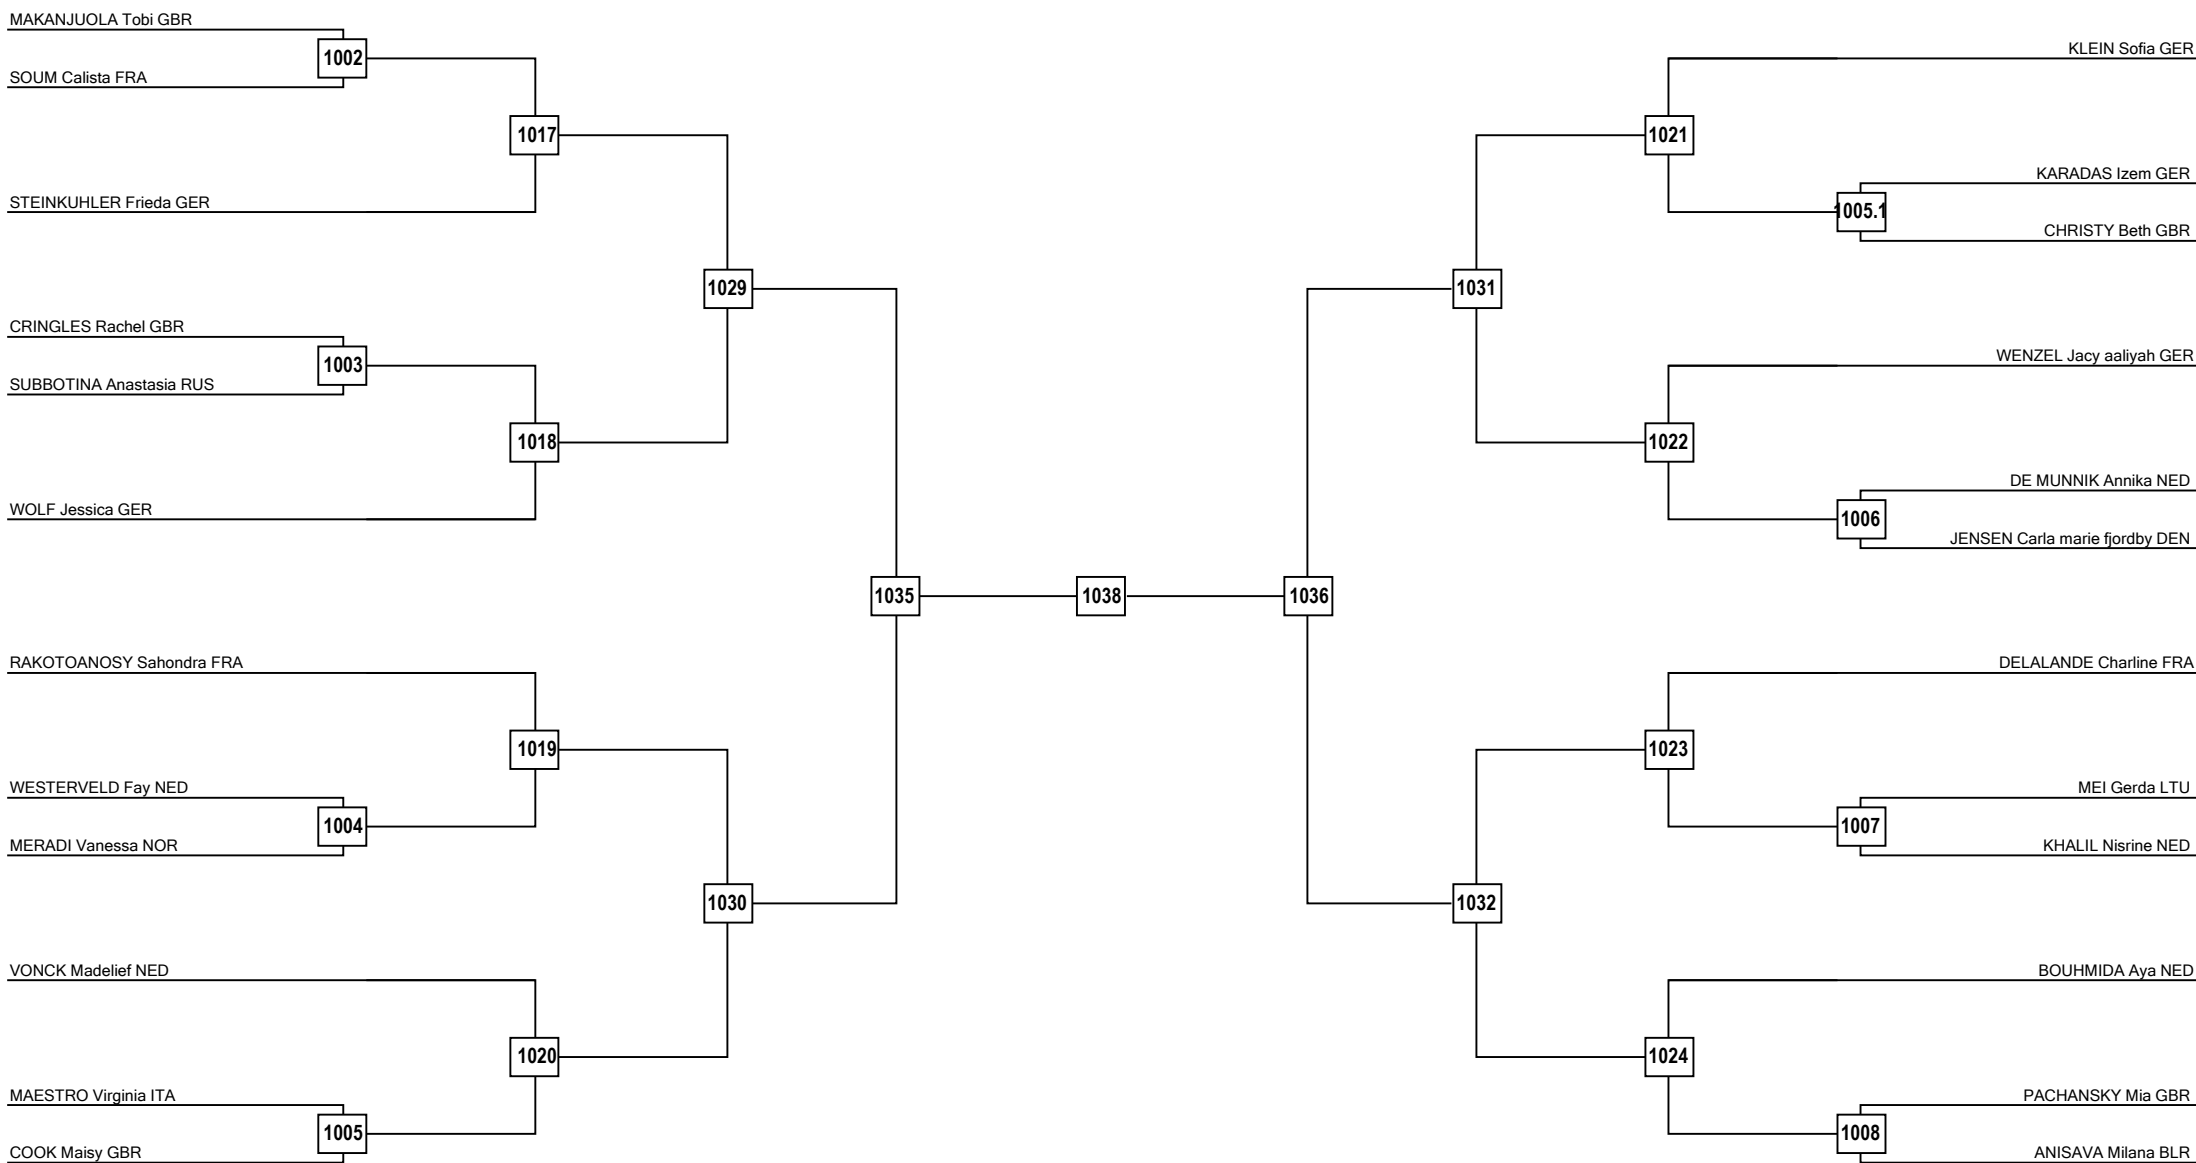 MAKANJUOLA Tobi GBR
1002
SOUM Calista FRA
1017
STEINKUHLER Frieda GER
1029
CRINGLES Rachel GBR
1003
SUBBOTINA Anastasia RUS
1018
WOLF Jessica GER
1035
RAKOTOANOSY Sahondra FRA
1019
WESTERVELD Fay NED
1004
MERADI Vanessa NOR
1030
VONCK Madelief NED
1020
MAESTRO Virginia ITA
1005
COOK Maisy GBR
1038
KLEIN Sofia GER
1021
KARADAS Izem GER
1005.1
CHRISTY Beth GBR
1031
WENZEL Jacy aaliyah GER
1022
DE MUNNIK Annika NED
1006
JENSEN Carla marie fjordby DEN
1036
DELALANDE Charline FRA
1023
MEI Gerda LTU
1007
KHALIL Nisrine NED
1032
BOUHMIDA Aya NED
1024
PACHANSKY Mia GBR
1008
ANISAVA Milana BLR